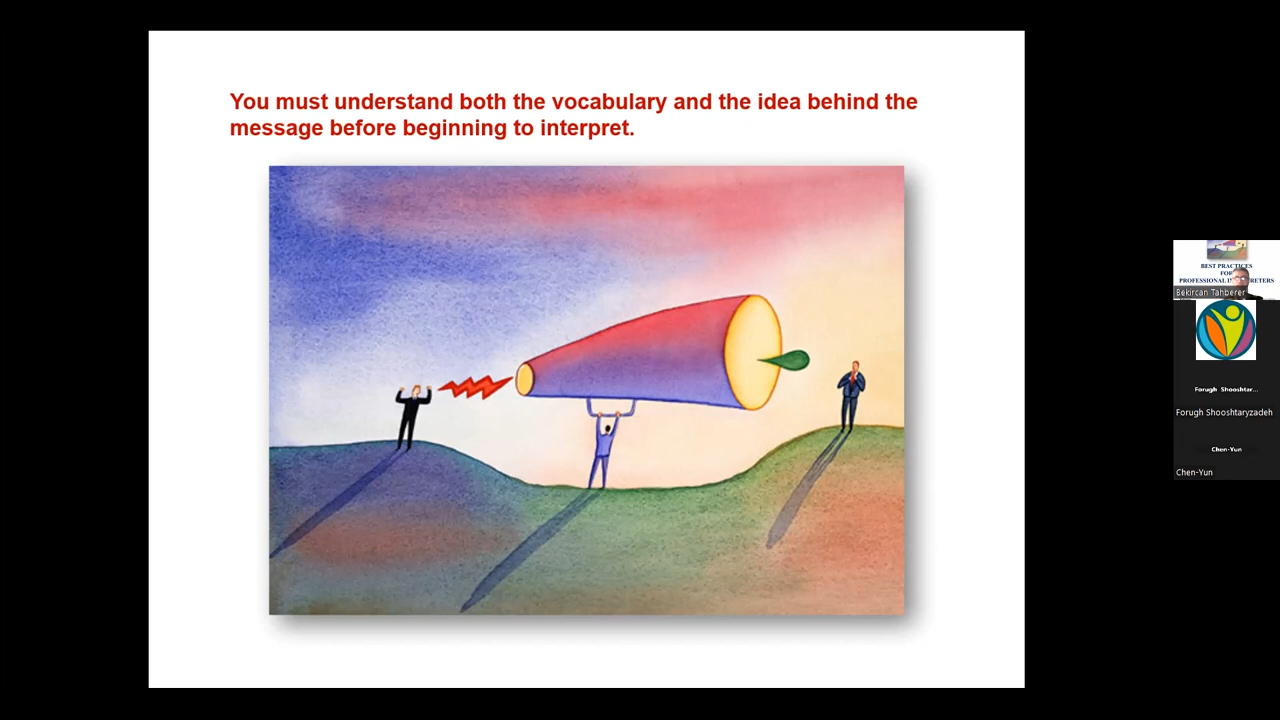 You must understand both the vocabulary and the idea behind the
message before beginning to interpret.
BEST PRACTICES
FOR
PROFESSIONAL
Bekircan Tahberer
Forugh Shooshtar...
Forugh Shooshtaryzadeh
Chen-Yun
Chen-Yun